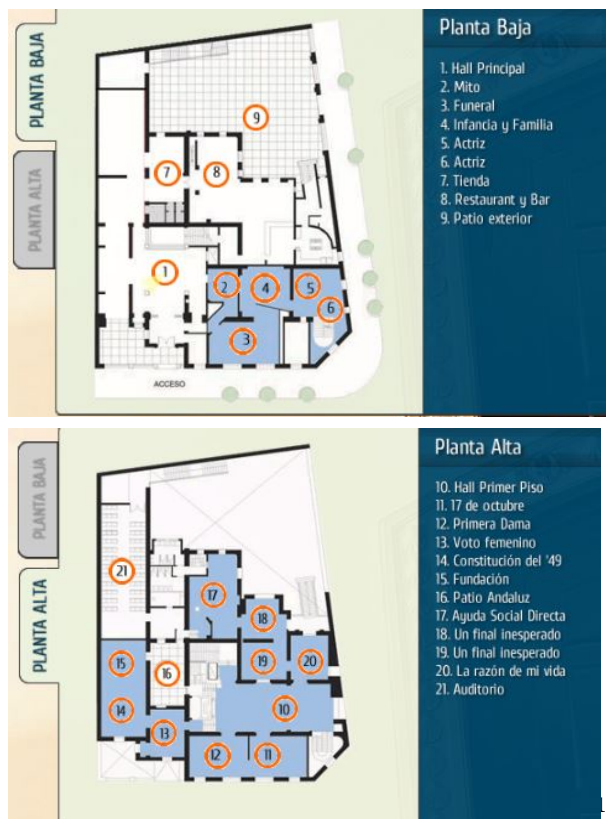 PLANTA BAJA
PLANTA ALTA
9
7
8
1
2
4
5
6
3
ACCESO
Planta Baja
1. Hall Principal
2. Mito
3. Funeral
4. Infancia y Familia
5. Actriz
6. Actriz
7. Tienda
8. Restaurant y Bar
9. Patio exterior
PLANTA BAJA
PLANTA ALTA
21
17
18
15
16
19
20
14
10
13
12
11
Planta Alta
10. Hall Primer Piso
11. 17 de octubre
12. Primera Dama
13. Voto femenino
14. Constitución del '49
15. Fundación
16. Patio Andaluz
17. Ayuda Social Directa
18. Un final inesperado
19. Un final inesperado
20. La razón de mi vida
21. Auditorio
1